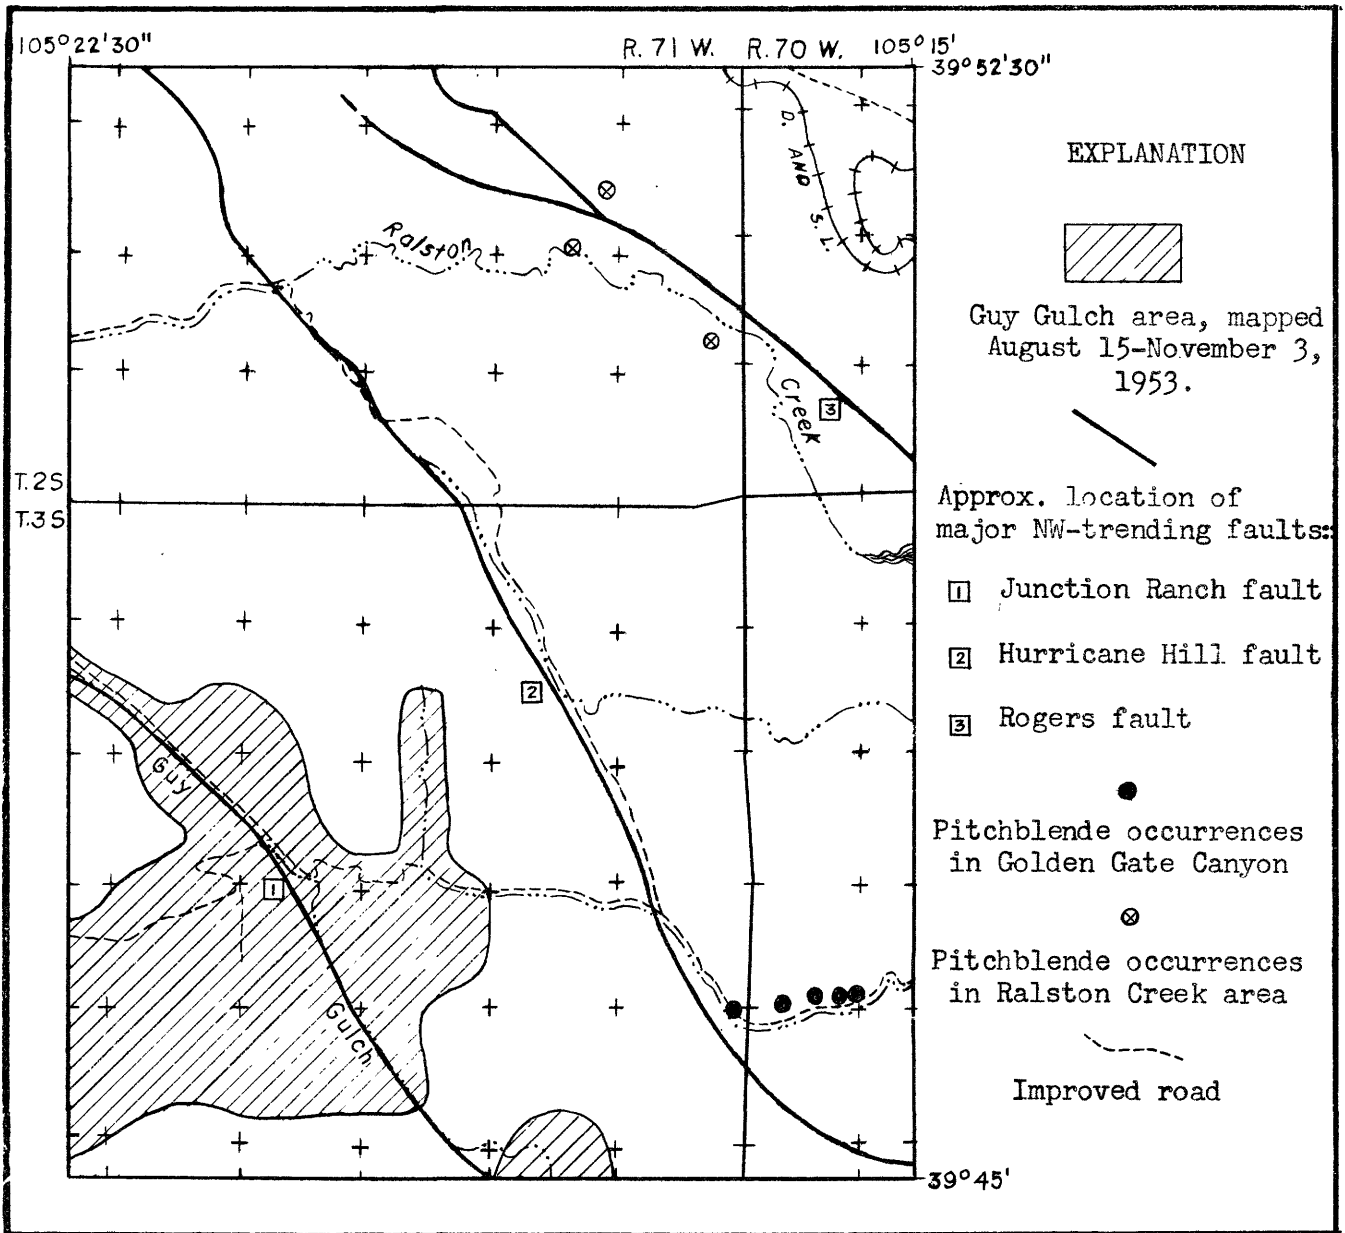 105°22'30"
R. 71 W. R. 70 W. 105°15'
39°52'30"
D. AND S. L.
Ralston
Creek
T. 2S
T. 3S
3
2
1
Guy
Gulch
39°45'
EXPLANATION
Guy Gulch area, mapped
August 15-November 3,
1953.
Approx. location of
major NW-trending faults::
1 Junction Ranch fault
2 Hurricane Hill fault
3 Rogers fault
Pitchblende occurrences
in Golden Gate Canyon
Pitchblende occurrences
in Ralston Creek area
Improved road